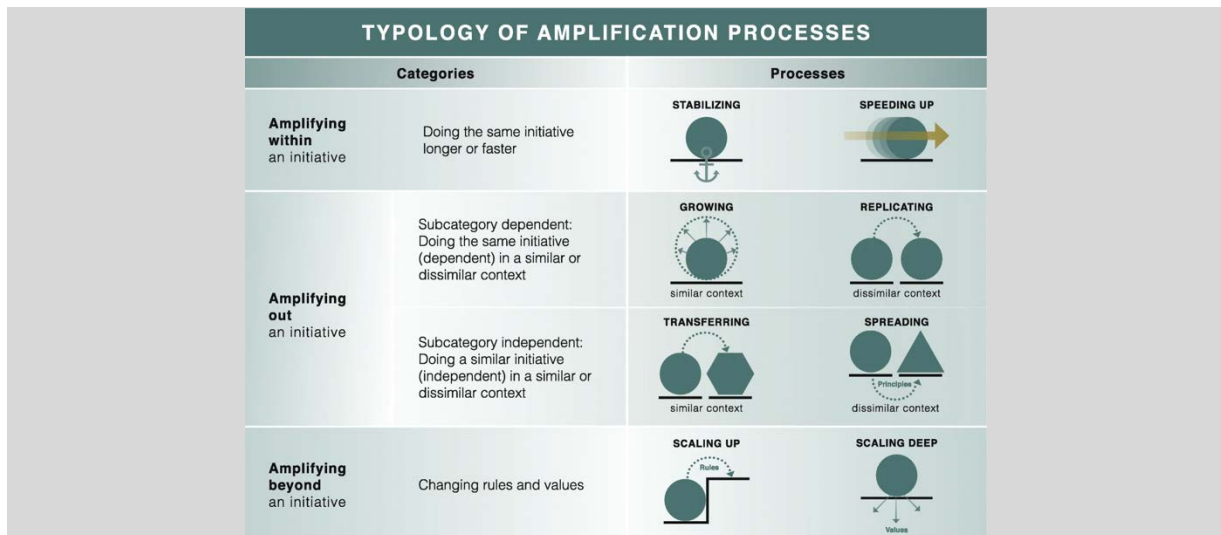 TYPOLOGY OF AMPLIFICATION PROCESSES
Categories
Processes
Amplifying
within
an initiative
Doing the same initiative
longer or faster
STABILIZING
SPEEDING UP
Amplifying
out
an initiative
Subcategory dependent:
Doing the same initiative
(dependent) in a similar or
dissimilar context
GROWING
similar context
REPLICATING
dissimilar context
Subcategory independent:
Doing a similar initiative
(independent) in a similar or
dissimilar context
TRANSFERRING
similar context
SPREADING
Principles
dissimilar context
Amplifying
beyond
an initiative
Changing rules and values
SCALING UP
Rules
SCALING DEEP
Values